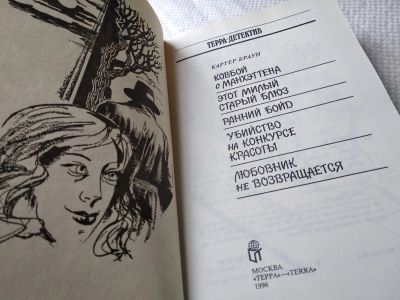 ТЕРРА-ДЕТЕКТИВ
КАРТЕР БРАУН
КОВБОЙ
С МАНХЭТТЕНА
ЭТОТ МИЛЫЙ
СТАРЫЙ БЛЮЗ
РАННИЙ БОЙД
УБИЙСТВО
НА КОНКУРСЕ
КРАСОТЫ
ЛЮБОВНИК
НЕ ВОЗВРАЩАЕТСЯ
МОСКВА
«ТЕРРА»—«TERRA»
1996